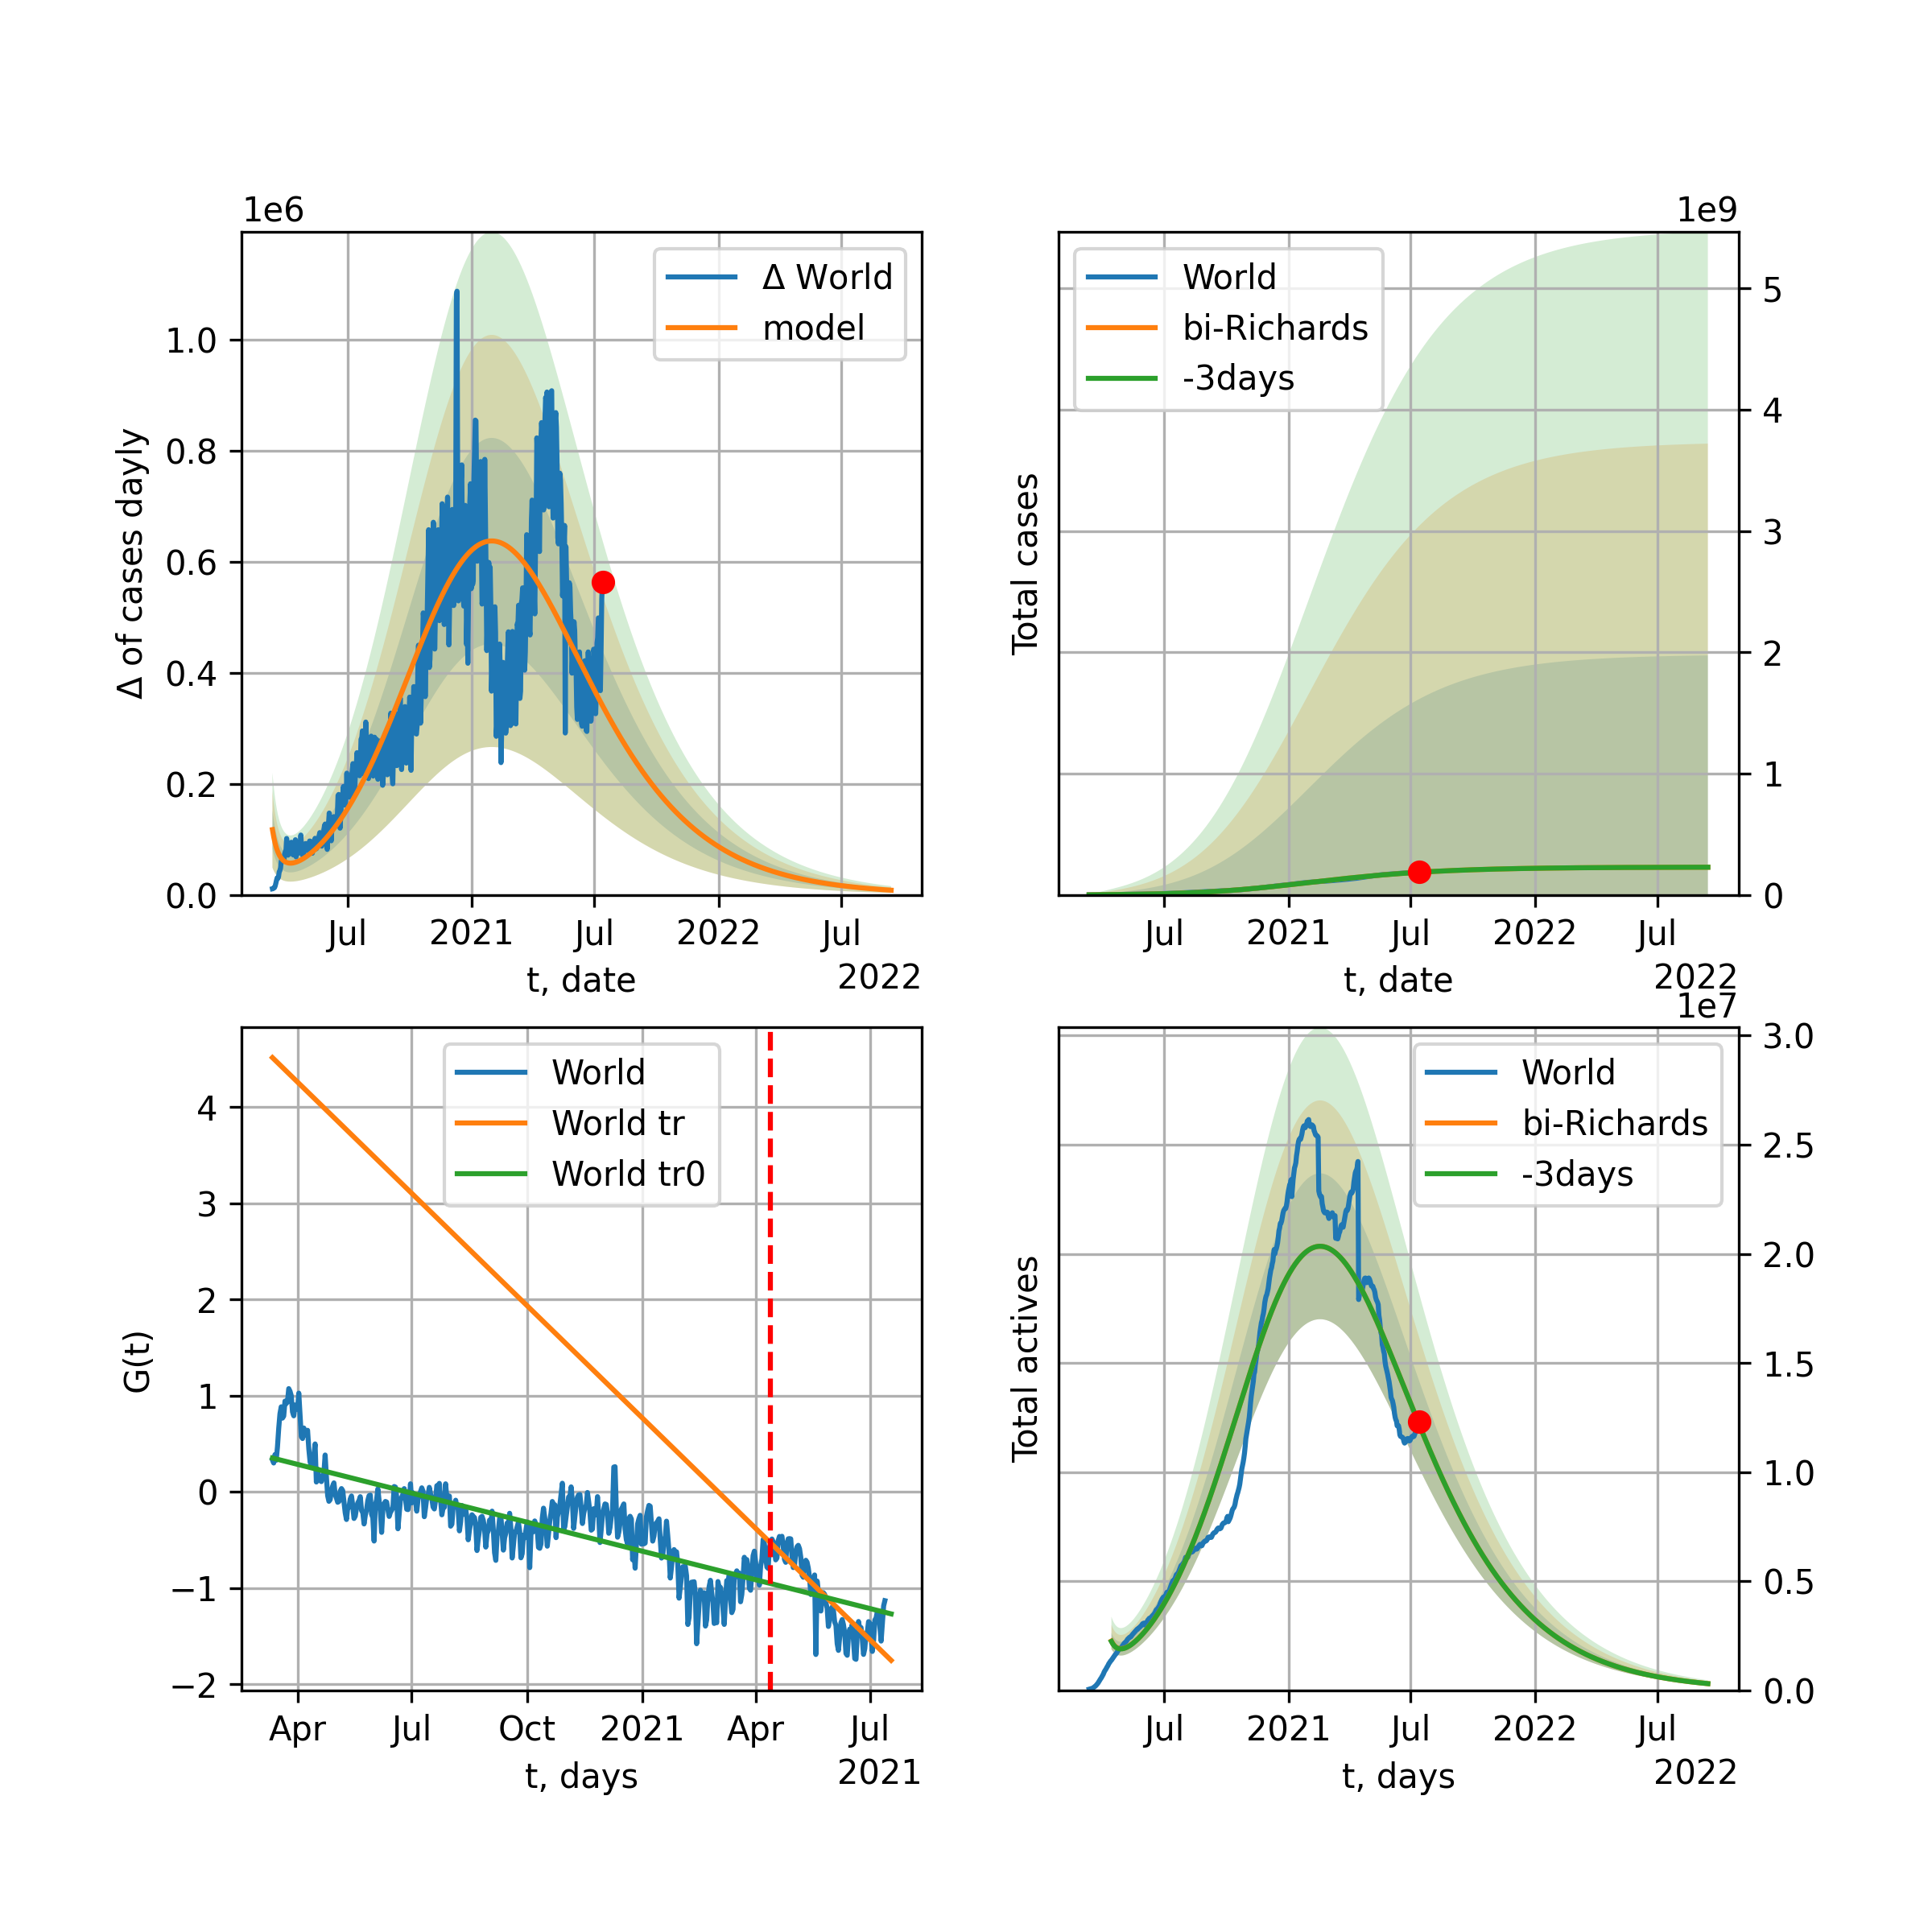 1e6
Δ World
model
1.0
0.8
0.6
0.4
0.2
0.0
Δ of cases dayly
Jul
2021
Jul
2022
Jul
t, date
2022
1e9
World
bi-Richards
-3days
Total cases
5
4
3
2
1
0
Jul
2021
Jul
2022
Jul
t, date
2022
World
World tr
World tr0
4
3
2
1
0
−1
−2
G(t)
Apr
Jul
Oct
2021
Apr
Jul
t, days
2021
1e7
World
bi-Richards
-3days
Total actives
3.0
2.5
2.0
1.5
1.0
0.5
0.0
Jul
2021
Jul
2022
Jul
t, days
2022